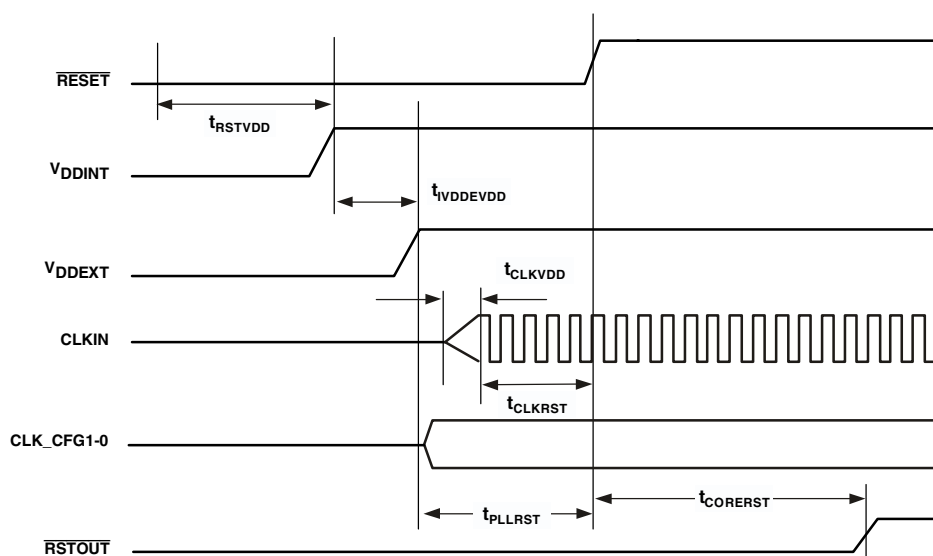 RESET
tRSTVDD
VDDINT
tIVDDEVDD
VDDEXT
tCLKVDD
CLKIN
tCLKRST
CLK_CFG1-0
tPLLRST
tCORERST
RSTOUT